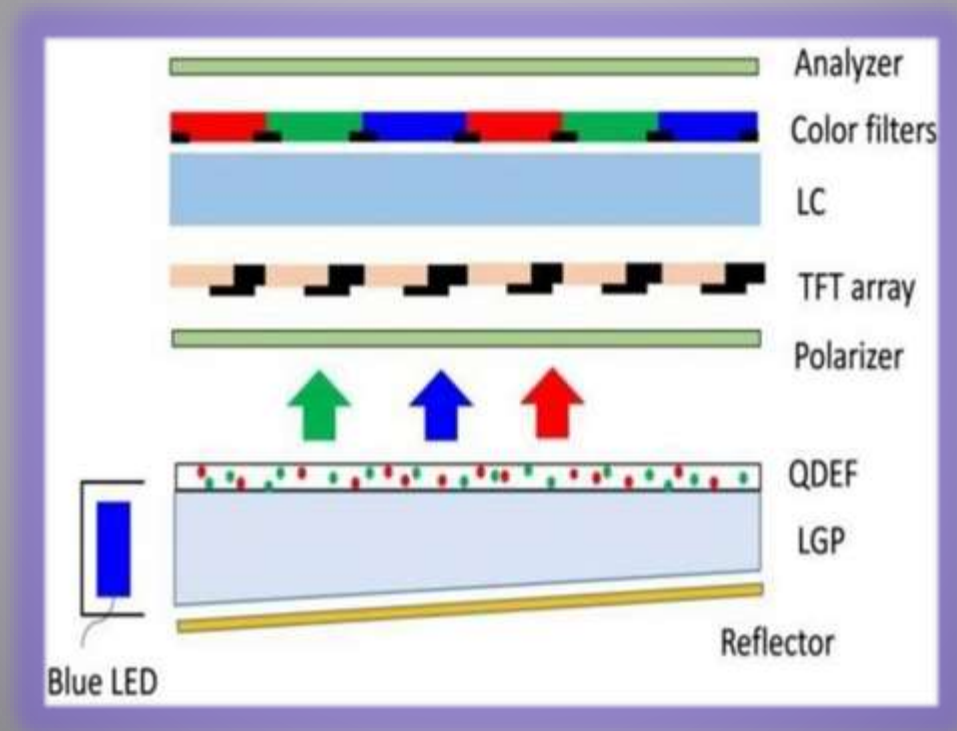 Analyzer
Color filters
LC
TFT array
Polarizer
QDEF
LGP
Reflector
Blue LED